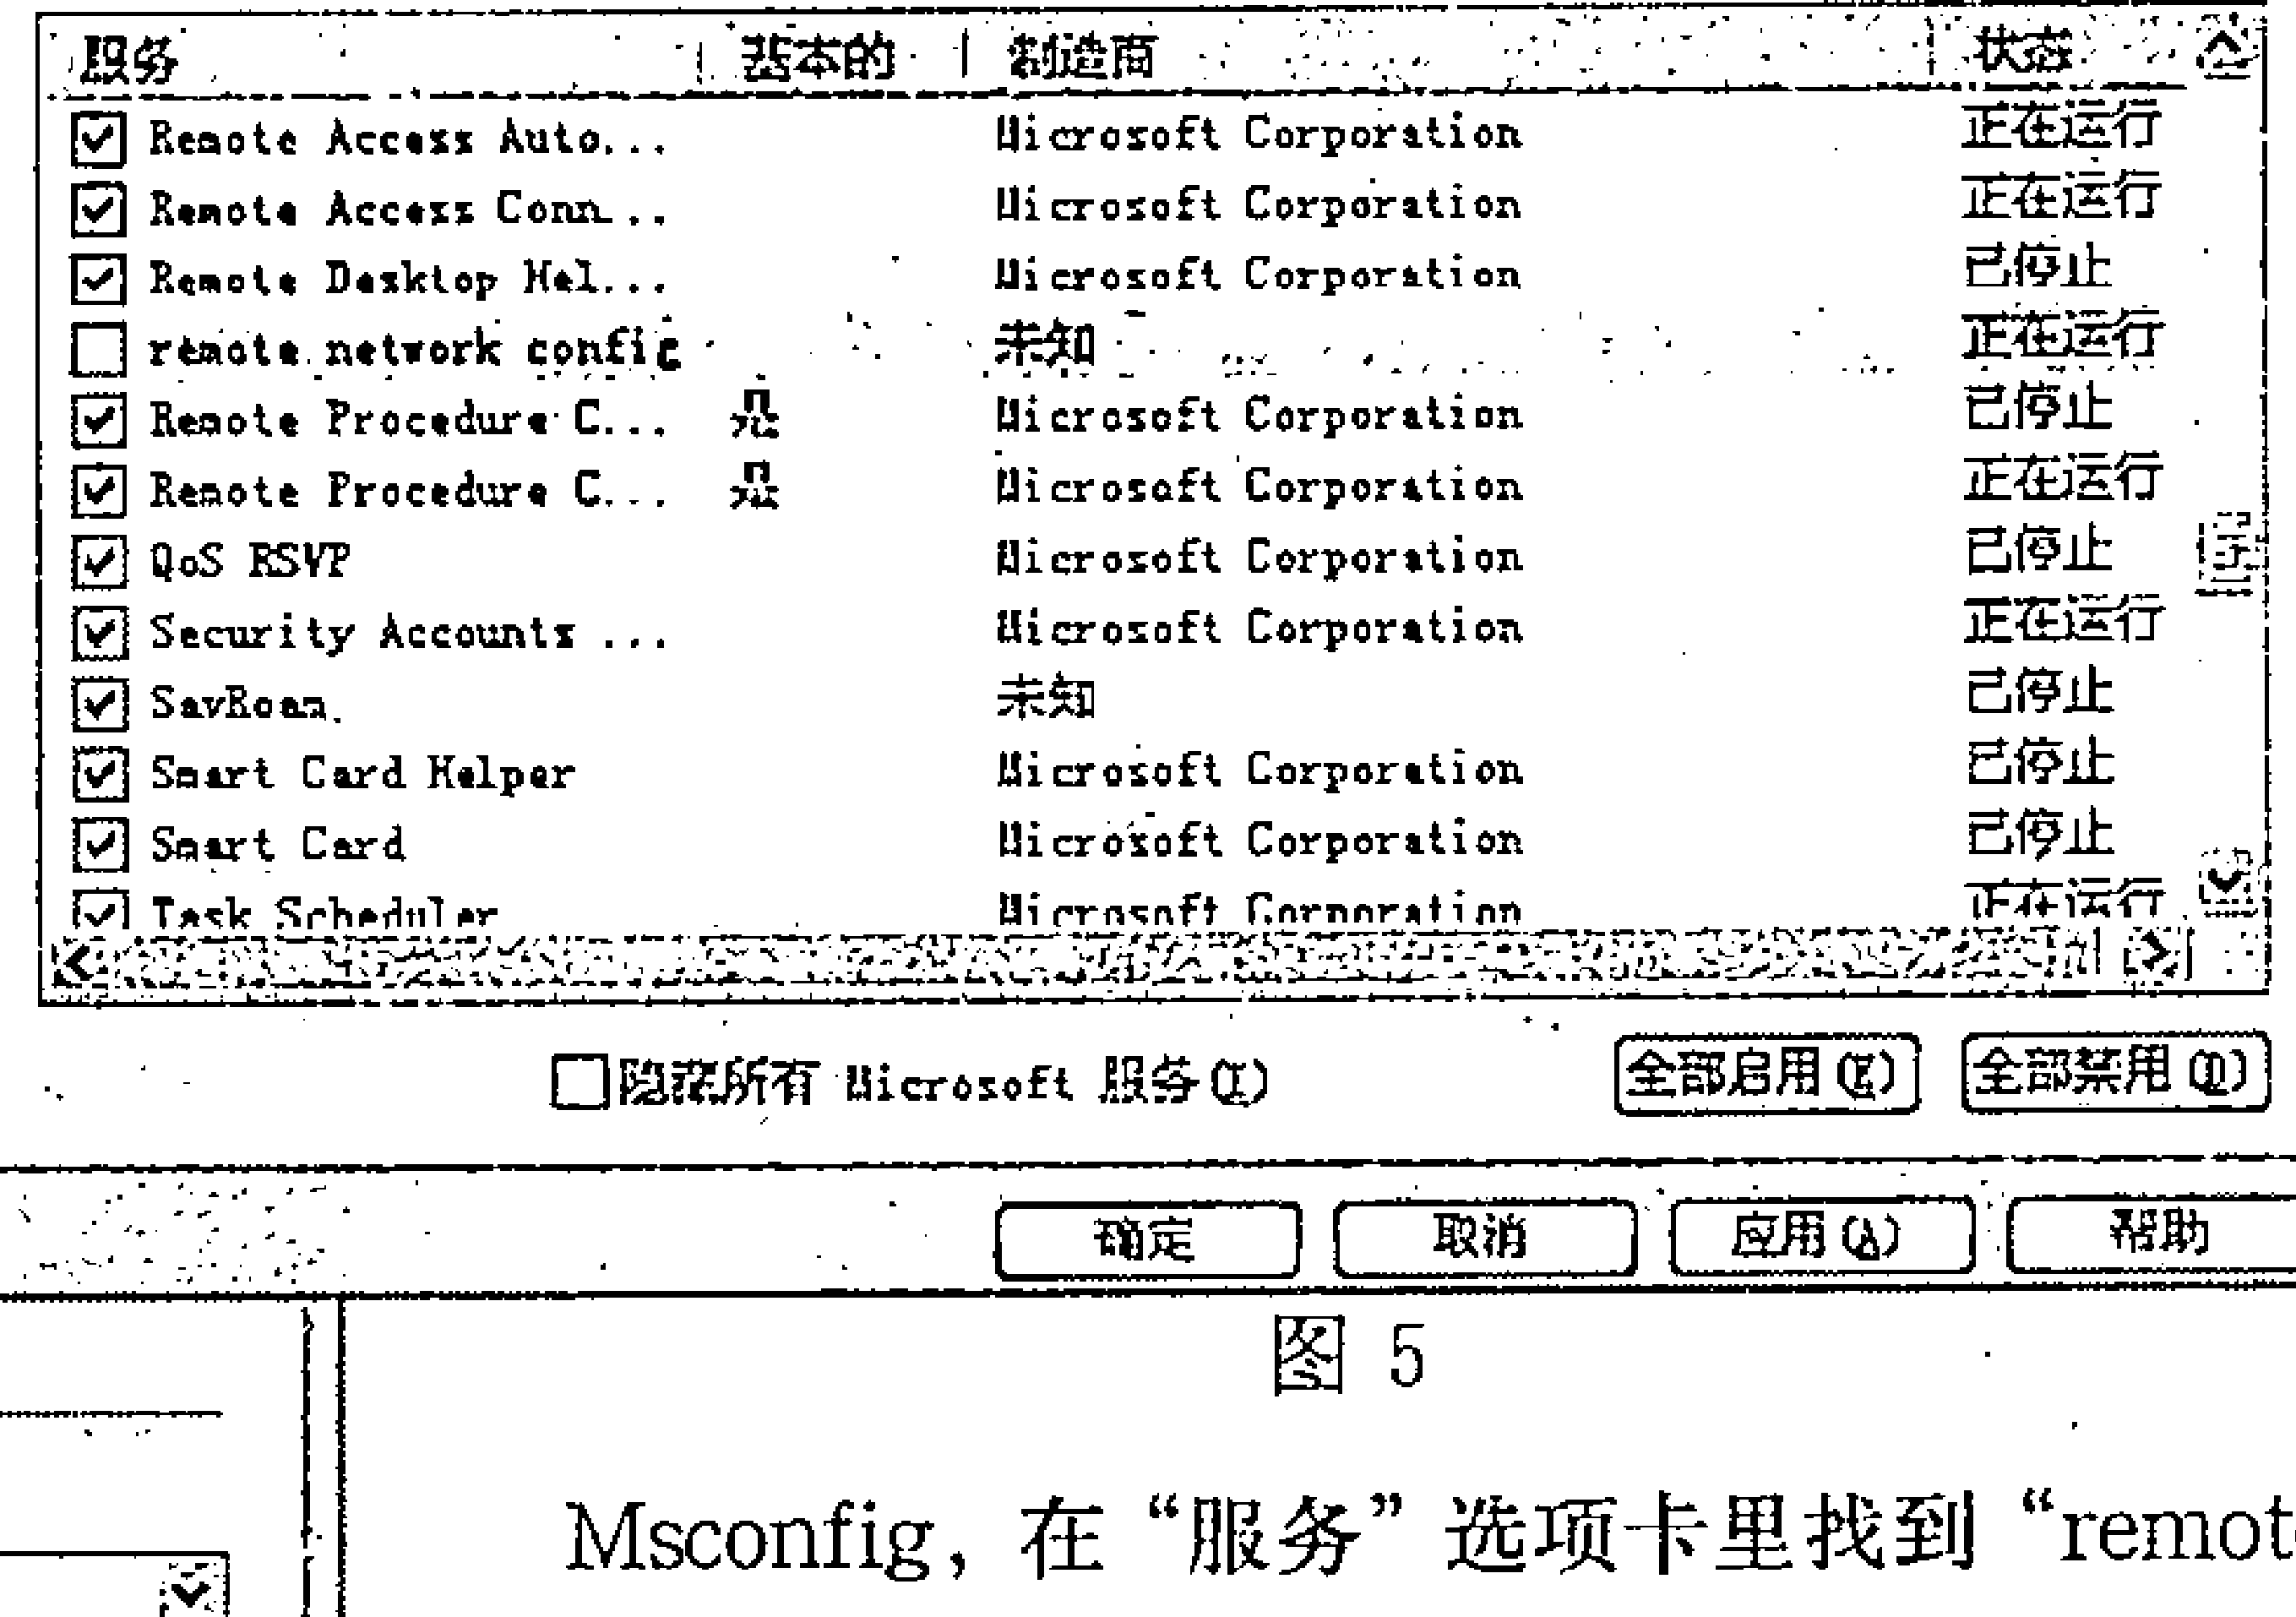 服务 基本的 制造商 状态
Remote Access Auto... Microsoft Corporation 正在运行
Remote Access Conn... Microsoft Corporation 正在运行
Remote Desktop Hel... Microsoft Corporation 已停止
remote network config 未知 正在运行
Remote Procedure C... 是 Microsoft Corporation 已停止
Remote Procedure C... 是 Microsoft Corporation 正在运行
QoS RSVP Microsoft Corporation 已停止
Security Accounts ... Microsoft Corporation 正在运行
SavRoam 未知 已停止
Smart Card Helper Microsoft Corporation 已停止
Smart Card Microsoft Corporation 已停止
Task Scheduler Microsoft Corporation 正在运行
隐藏所有 Microsoft 服务(I) 全部启用(E) 全部禁用(D)
确定 取消 应用(A) 帮助
图 5
Msconfig，在“服务”选项卡里找到“remote